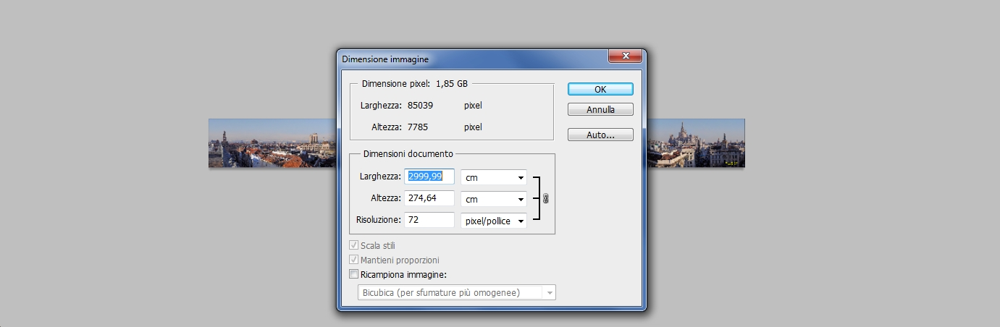 Dimensione immagine
Dimensione pixel: 1,85 GB
OK
Larghezza: 85039 pixel
Annulla
Altezza: 7785 pixel
Auto...
Dimensioni documento
Larghezza: 2999,99 cm
Altezza: 274,64 cm
Risoluzione: 72 pixel/pollice
Scala stili
Mantieni proporzioni
Ricampiona immagine:
Bicubica (per sfumature più omogenee)